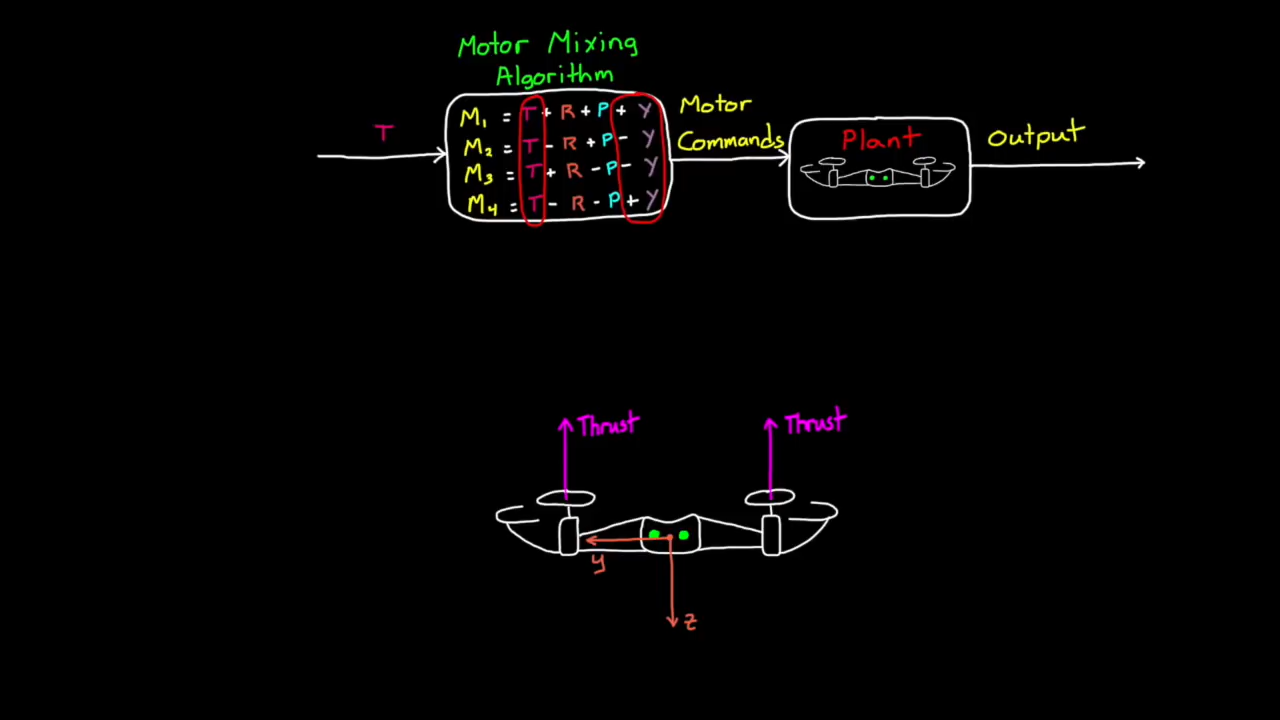 Motor Mixing
Algorithm
T
M1 = T + R + P + Y
M2 = T - R + P - Y
M3 = T + R - P - Y
M4 = T - R - P + Y
Motor
Commands
Plant
Output
Thrust
Thrust
y
z